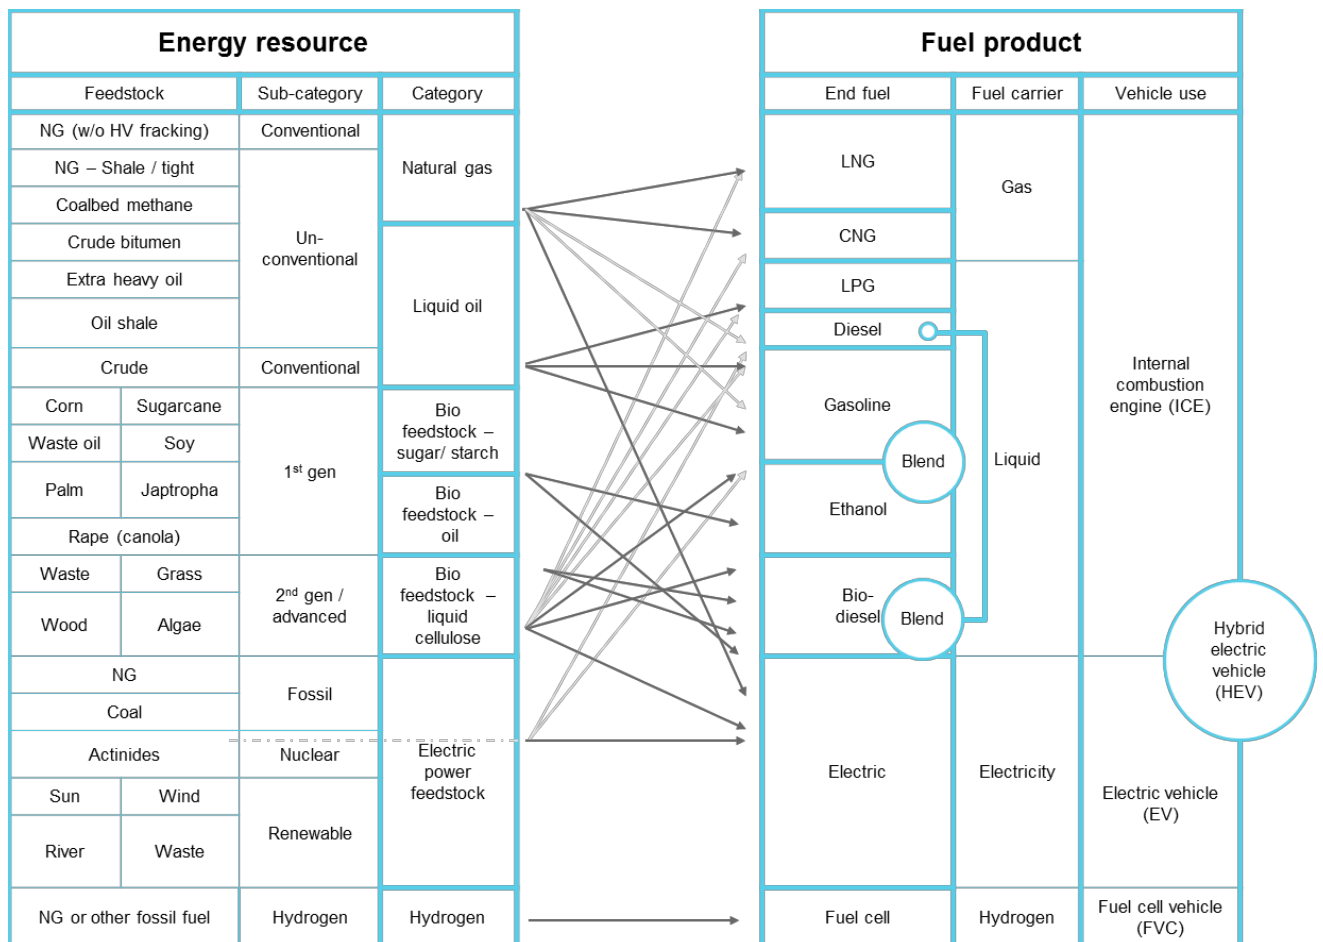 Energy resource
Feedstock
Sub-category
Category
NG (w/o HV fracking)
Conventional
NG – Shale / tight
Coalbed methane
Crude bitumen
Extra heavy oil
Oil shale
Un-
conventional
Natural gas
Liquid oil
Crude
Conventional
Corn
Sugarcane
Waste oil
Soy
Palm
Japtropha
Rape (canola)
1st gen
Bio
feedstock –
sugar/ starch
Bio
feedstock –
oil
Waste
Grass
Wood
Algae
2nd gen /
advanced
Bio
feedstock –
liquid
cellulose
NG
Coal
Fossil
Actinides
Nuclear
Sun
Wind
River
Waste
Renewable
Electric
power
feedstock
NG or other fossil fuel
Hydrogen
Hydrogen
Fuel product
End fuel
Fuel carrier
Vehicle use
LNG
CNG
Gas
LPG
Diesel
Gasoline
Blend
Ethanol
Bio-
diesel
Blend
Liquid
Internal
combustion
engine (ICE)
Hybrid
electric
vehicle
(HEV)
Electric
Electricity
Electric vehicle
(EV)
Fuel cell
Hydrogen
Fuel cell vehicle
(FVC)